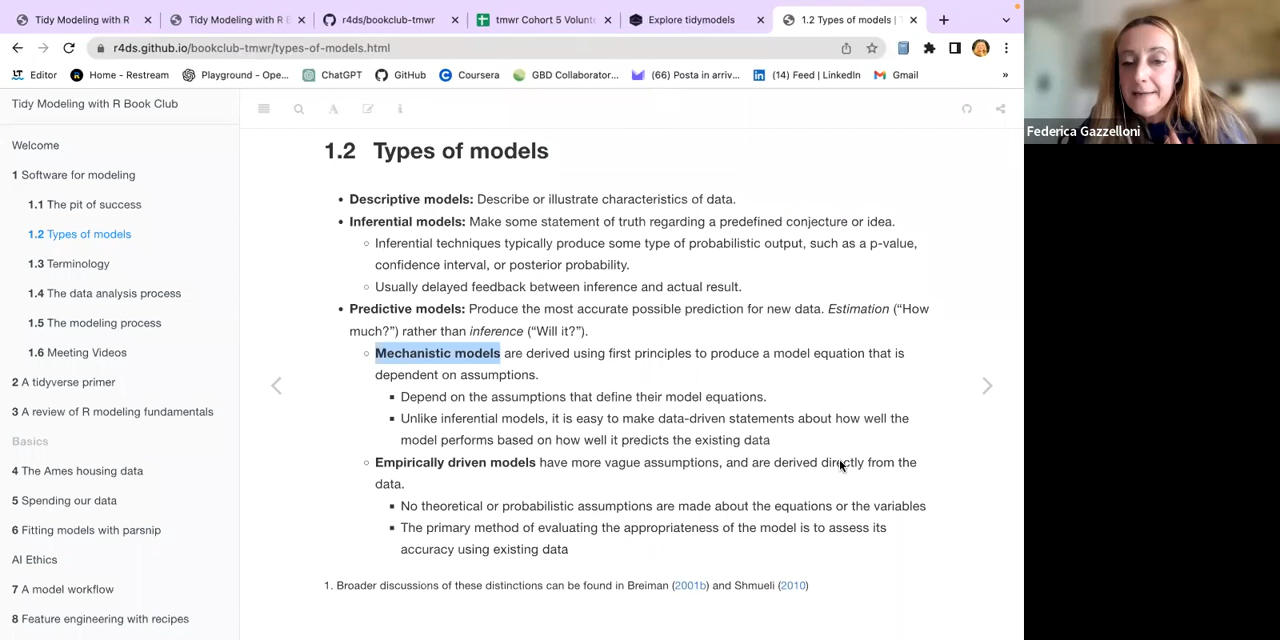 Tidy Modeling with R
Tidy Modeling with R E
r4ds/bookclub-tmwr
tmwr Cohort 5 Volunt
Explore tidymodels
1.2 Types of models | T
r4ds.github.io/bookclub-tmwr/types-of-models.html
Editor
Home - Restream
Playground - Ope...
ChatGPT
GitHub
Coursera
GBD Collaborator...
(66) Posta in arriv...
(14) Feed | LinkedIn
Gmail
»
Federica Gazzelloni
Tidy Modeling with R Book Club
Welcome
1 Software for modeling
1.1 The pit of success
1.2 Types of models
1.3 Terminology
1.4 The data analysis process
1.5 The modeling process
1.6 Meeting Videos
2 A tidyverse primer
3 A review of R modeling fundamentals
Basics
4 The Ames housing data
5 Spending our data
6 Fitting models with parsnip
AI Ethics
7 A model workflow
8 Feature engineering with recipes
1.2 Types of models
• Descriptive models: Describe or illustrate characteristics of data.
• Inferential models: Make some statement of truth regarding a predefined conjecture or idea.
○ Inferential techniques typically produce some type of probabilistic output, such as a p-value,
confidence interval, or posterior probability.
○ Usually delayed feedback between inference and actual result.
• Predictive models: Produce the most accurate possible prediction for new data. Estimation (“How
much?”) rather than inference (“Will it?”).
○ Mechanistic models are derived using first principles to produce a model equation that is
dependent on assumptions.
▪ Depend on the assumptions that define their model equations.
▪ Unlike inferential models, it is easy to make data-driven statements about how well the
model performs based on how well it predicts the existing data
○ Empirically driven models have more vague assumptions, and are derived directly from the
data.
▪ No theoretical or probabilistic assumptions are made about the equations or the variables
▪ The primary method of evaluating the appropriateness of the model is to assess its
accuracy using existing data
1. Broader discussions of these distinctions can be found in Breiman (2001b) and Shmueli (2010)